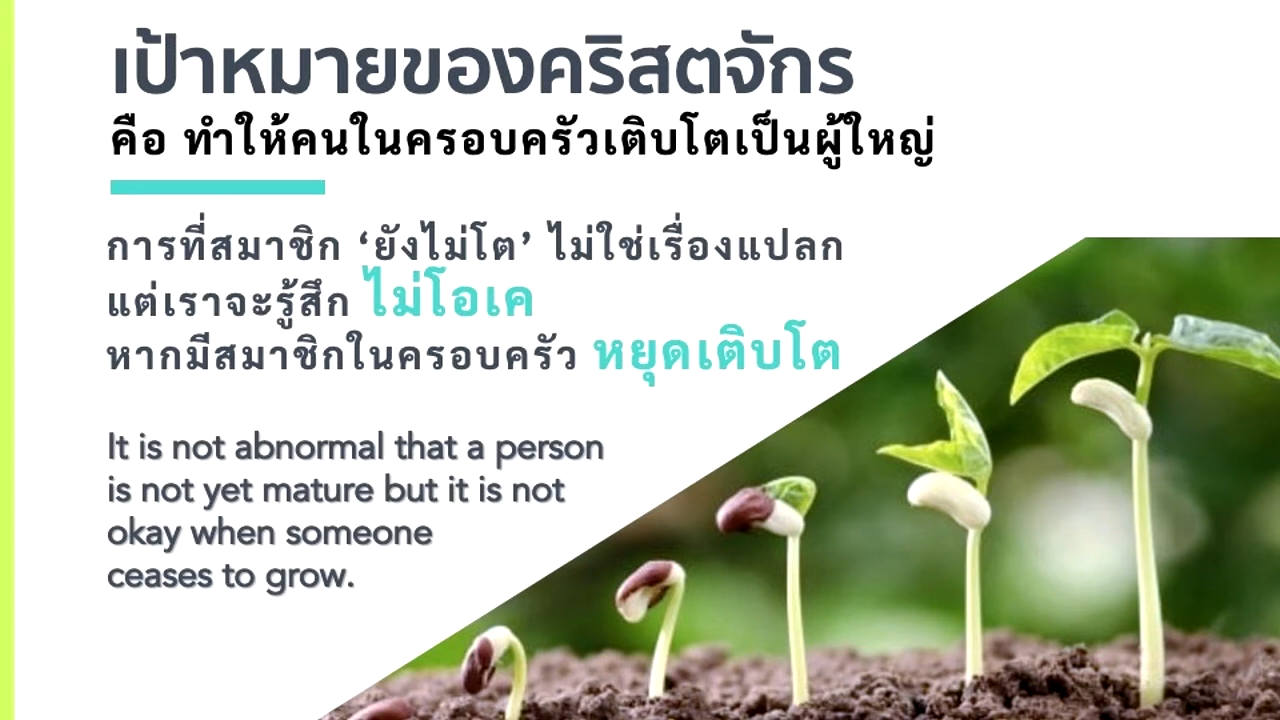 เป้าหมายของคริสตจักร
คือ ทำให้คนในครอบครัวเติบโตเป็นผู้ใหญ่
การที่สมาชิก ‘ยังไม่โต’ ไม่ใช่เรื่องแปลก
แต่เราจะรู้สึก ไม่โอเค
หากมีสมาชิกในครอบครัว หยุดเติบโต
It is not abnormal that a person
is not yet mature but it is not
okay when someone
ceases to grow.